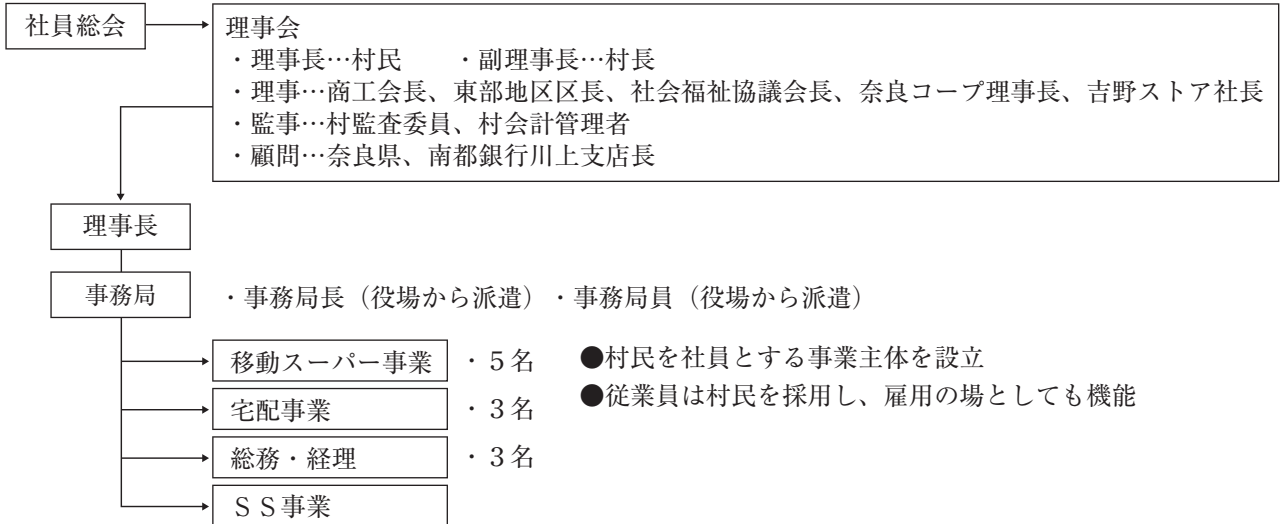 社員総会
理事会
・理事長…村民　　・副理事長…村長
・理事…商工会長、東部地区区長、社会福祉協議会長、奈良コープ理事長、吉野ストア社長
・監事…村監査委員、村会計管理者
・顧問…奈良県、南都銀行川上支店長
理事長
事務局　・事務局長（役場から派遣）・事務局員（役場から派遣）
移動スーパー事業　・５名　●村民を社員とする事業主体を設立
宅配事業　・３名　●従業員は村民を採用し、雇用の場としても機能
総務・経理　・３名
ＳＳ事業